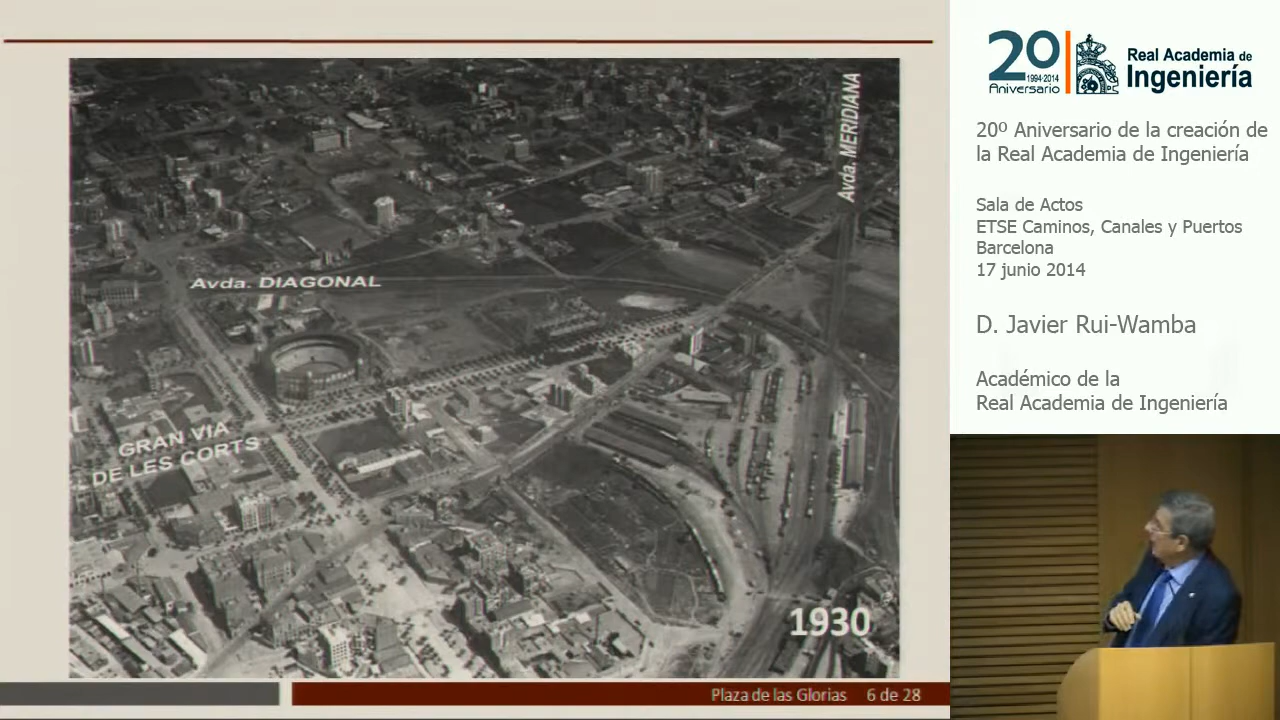 Avda. MERIDIANA
Avda. DIAGONAL
GRAN VIA
DE LES CORTS
1930
Plaza de las Glorias 6 de 28
20
1994-2014
Aniversario
Real Academia de
Ingeniería
20º Aniversario de la creación de
la Real Academia de Ingeniería
Sala de Actos
ETSE Caminos, Canales y Puertos
Barcelona
17 junio 2014
D. Javier Rui-Wamba
Académico de la
Real Academia de Ingeniería